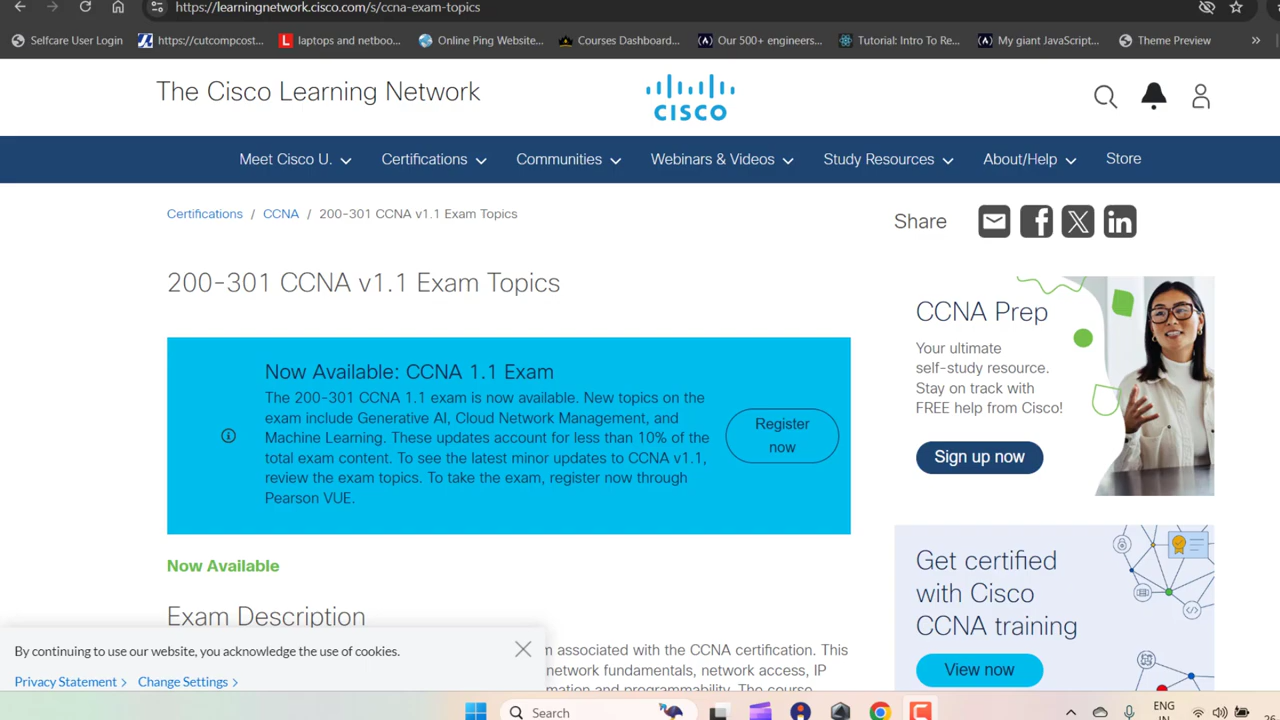 https://learningnetwork.cisco.com/s/ccna-exam-topics
Selfcare User Login
https://cutcompcost...
laptops and netboo...
Online Ping Website...
Courses Dashboard...
Our 500+ engineers...
Tutorial: Intro To Re...
My giant JavaScript...
Theme Preview
The Cisco Learning Network
CISCO
Meet Cisco U.
Certifications
Communities
Webinars & Videos
Study Resources
About/Help
Store
Certifications / CCNA / 200-301 CCNA v1.1 Exam Topics
Share
200-301 CCNA v1.1 Exam Topics
Now Available: CCNA 1.1 Exam
The 200-301 CCNA 1.1 exam is now available. New topics on the
exam include Generative AI, Cloud Network Management, and
Machine Learning. These updates account for less than 10% of the
total exam content. To see the latest minor updates to CCNA v1.1,
review the exam topics. To take the exam, register now through
Pearson VUE.
Register
now
CCNA Prep
Your ultimate
self-study resource.
Stay on track with
FREE help from Cisco!
Sign up now
Now Available
Exam Description
m associated with the CCNA certification. This
network fundamentals, network access, IP
mation and programmability. The course,
Get certified
with Cisco
CCNA training
View now
By continuing to use our website, you acknowledge the use of cookies.
Privacy Statement
Change Settings
Search
ENG
IN